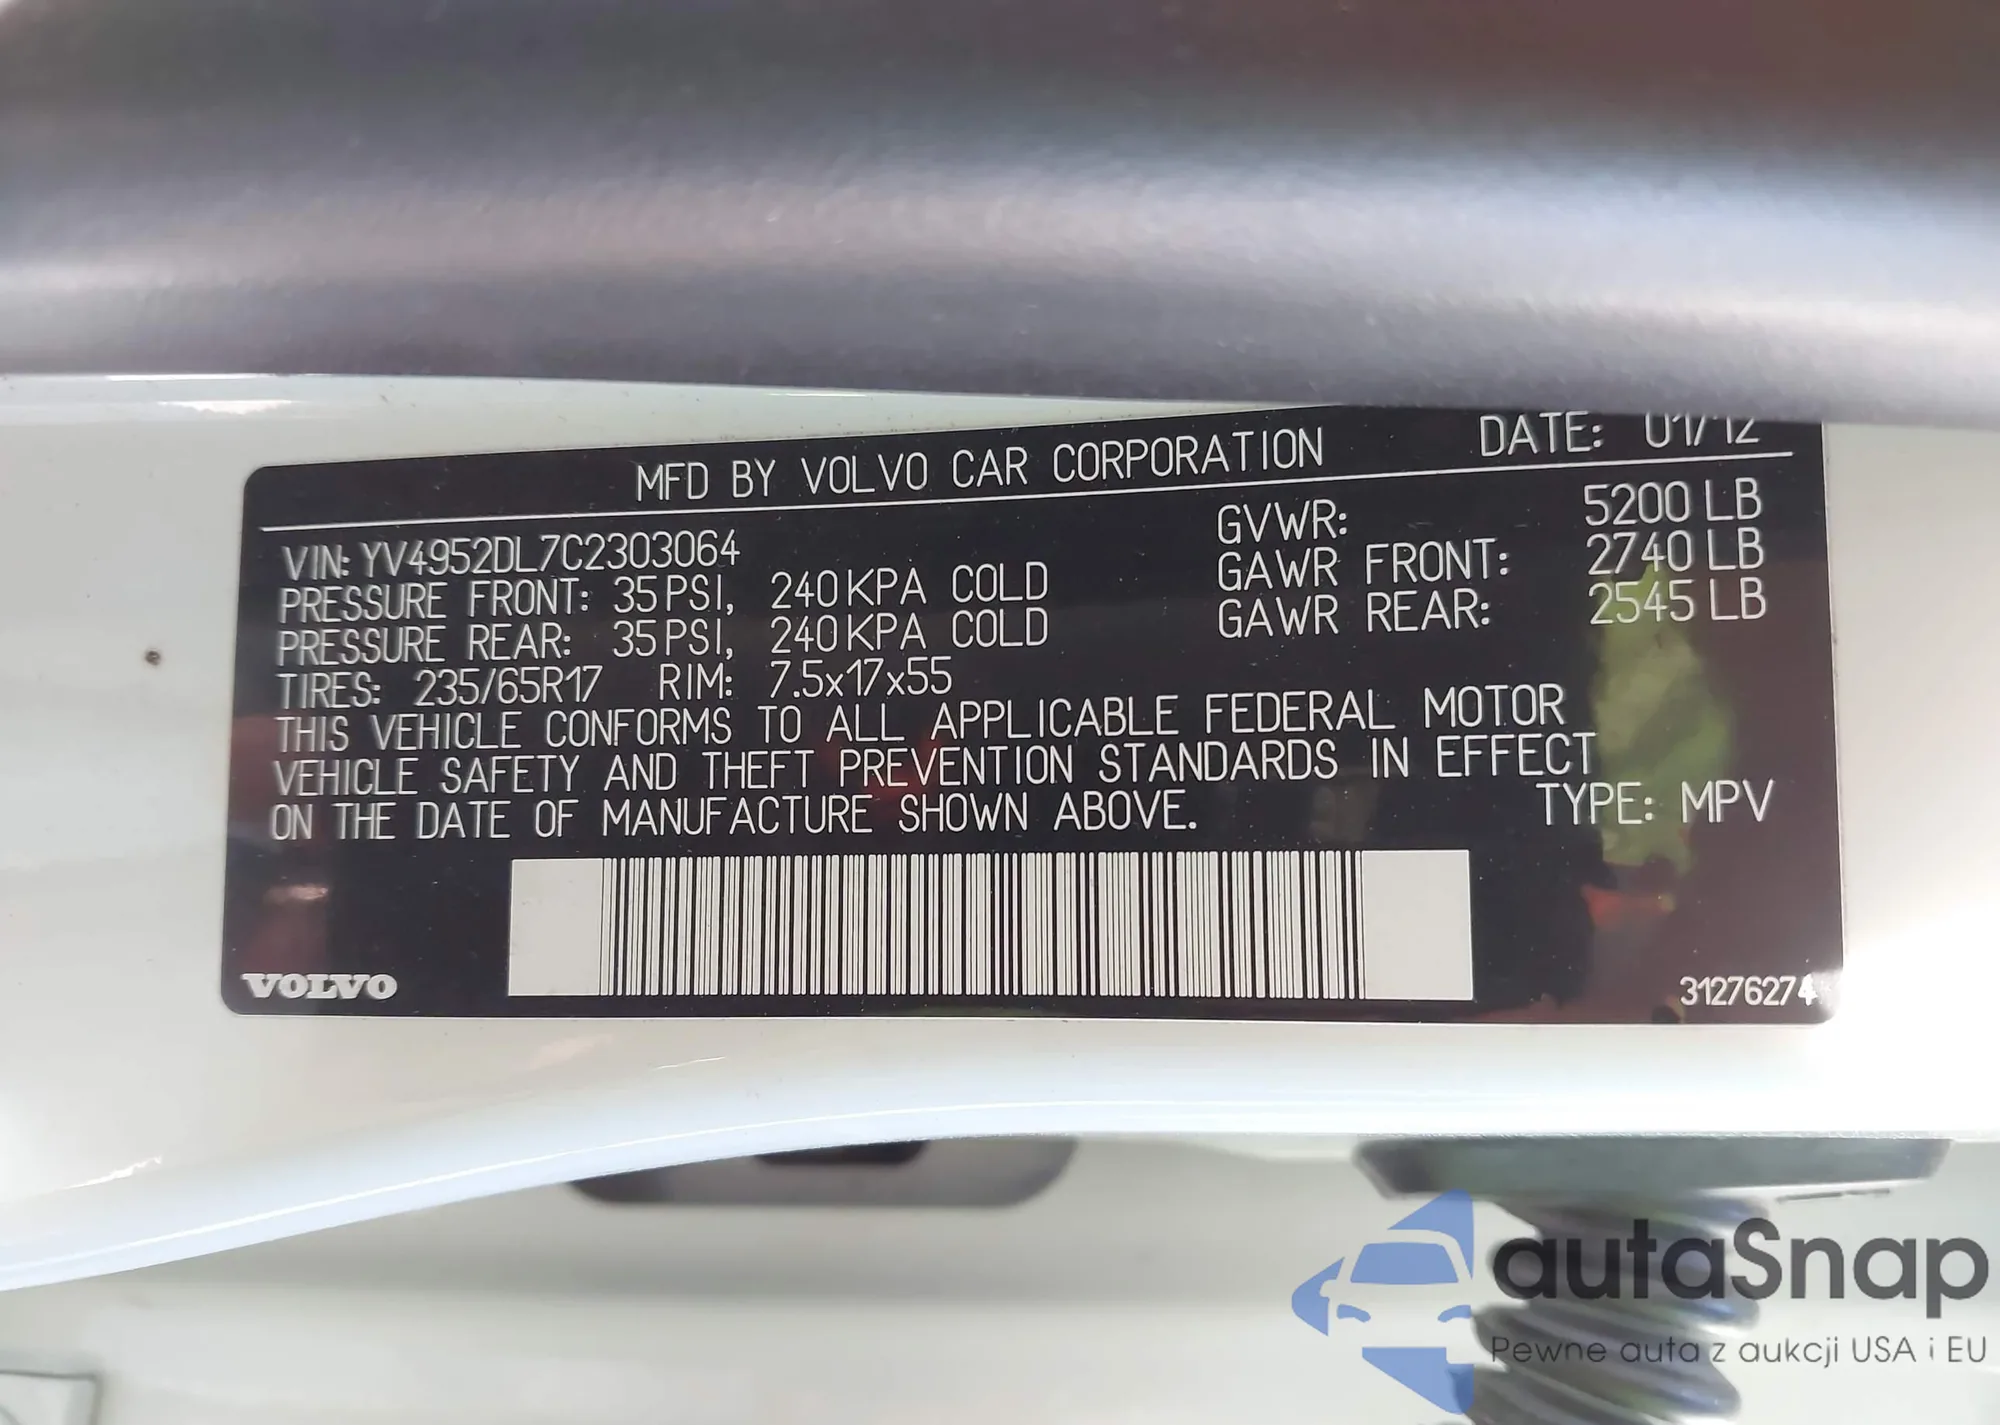 MFD BY VOLVO CAR CORPORATION DATE: 01/12
VIN: YV4952DL7C2303064 GVWR: 5200 LB
PRESSURE FRONT: 35 PSI, 240 KPA COLD GAWR FRONT: 2740 LB
PRESSURE REAR: 35 PSI, 240 KPA COLD GAWR REAR: 2545 LB
TIRES: 235/65R17 RIM: 7.5x17x55
THIS VEHICLE CONFORMS TO ALL APPLICABLE FEDERAL MOTOR
VEHICLE SAFETY AND THEFT PREVENTION STANDARDS IN EFFECT
ON THE DATE OF MANUFACTURE SHOWN ABOVE. TYPE: MPV
VOLVO 31276274
autaSnap
Pewne auta z aukcji USA i EU